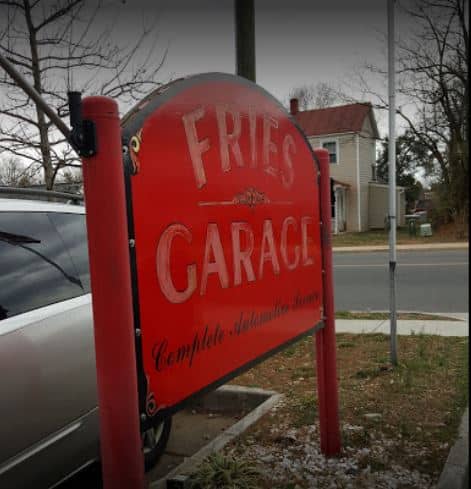 FRIES
GARAGE
Complete Automotive Service